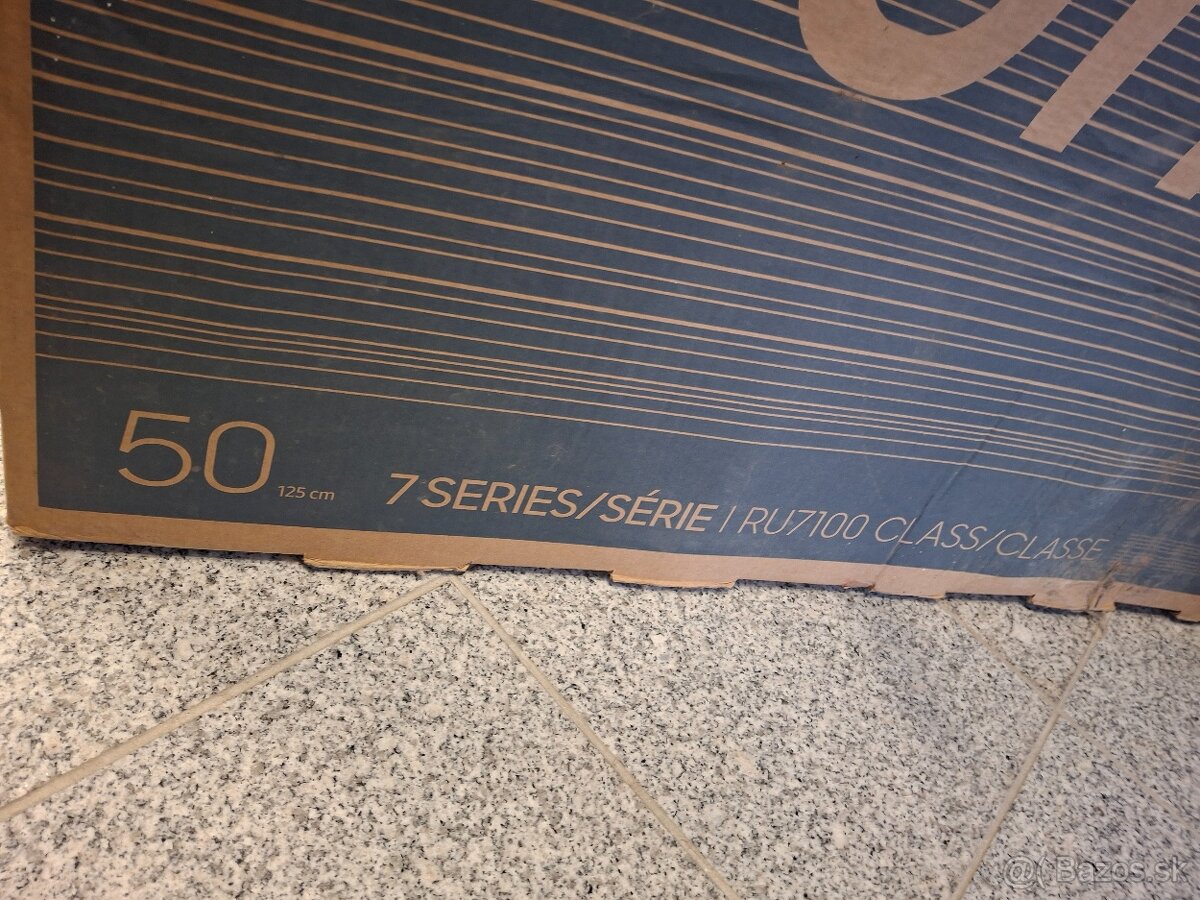 50 125 cm
7 SERIES/SÉRIE | RU7100 CLASS/CLASSE
@( Bazos.sk